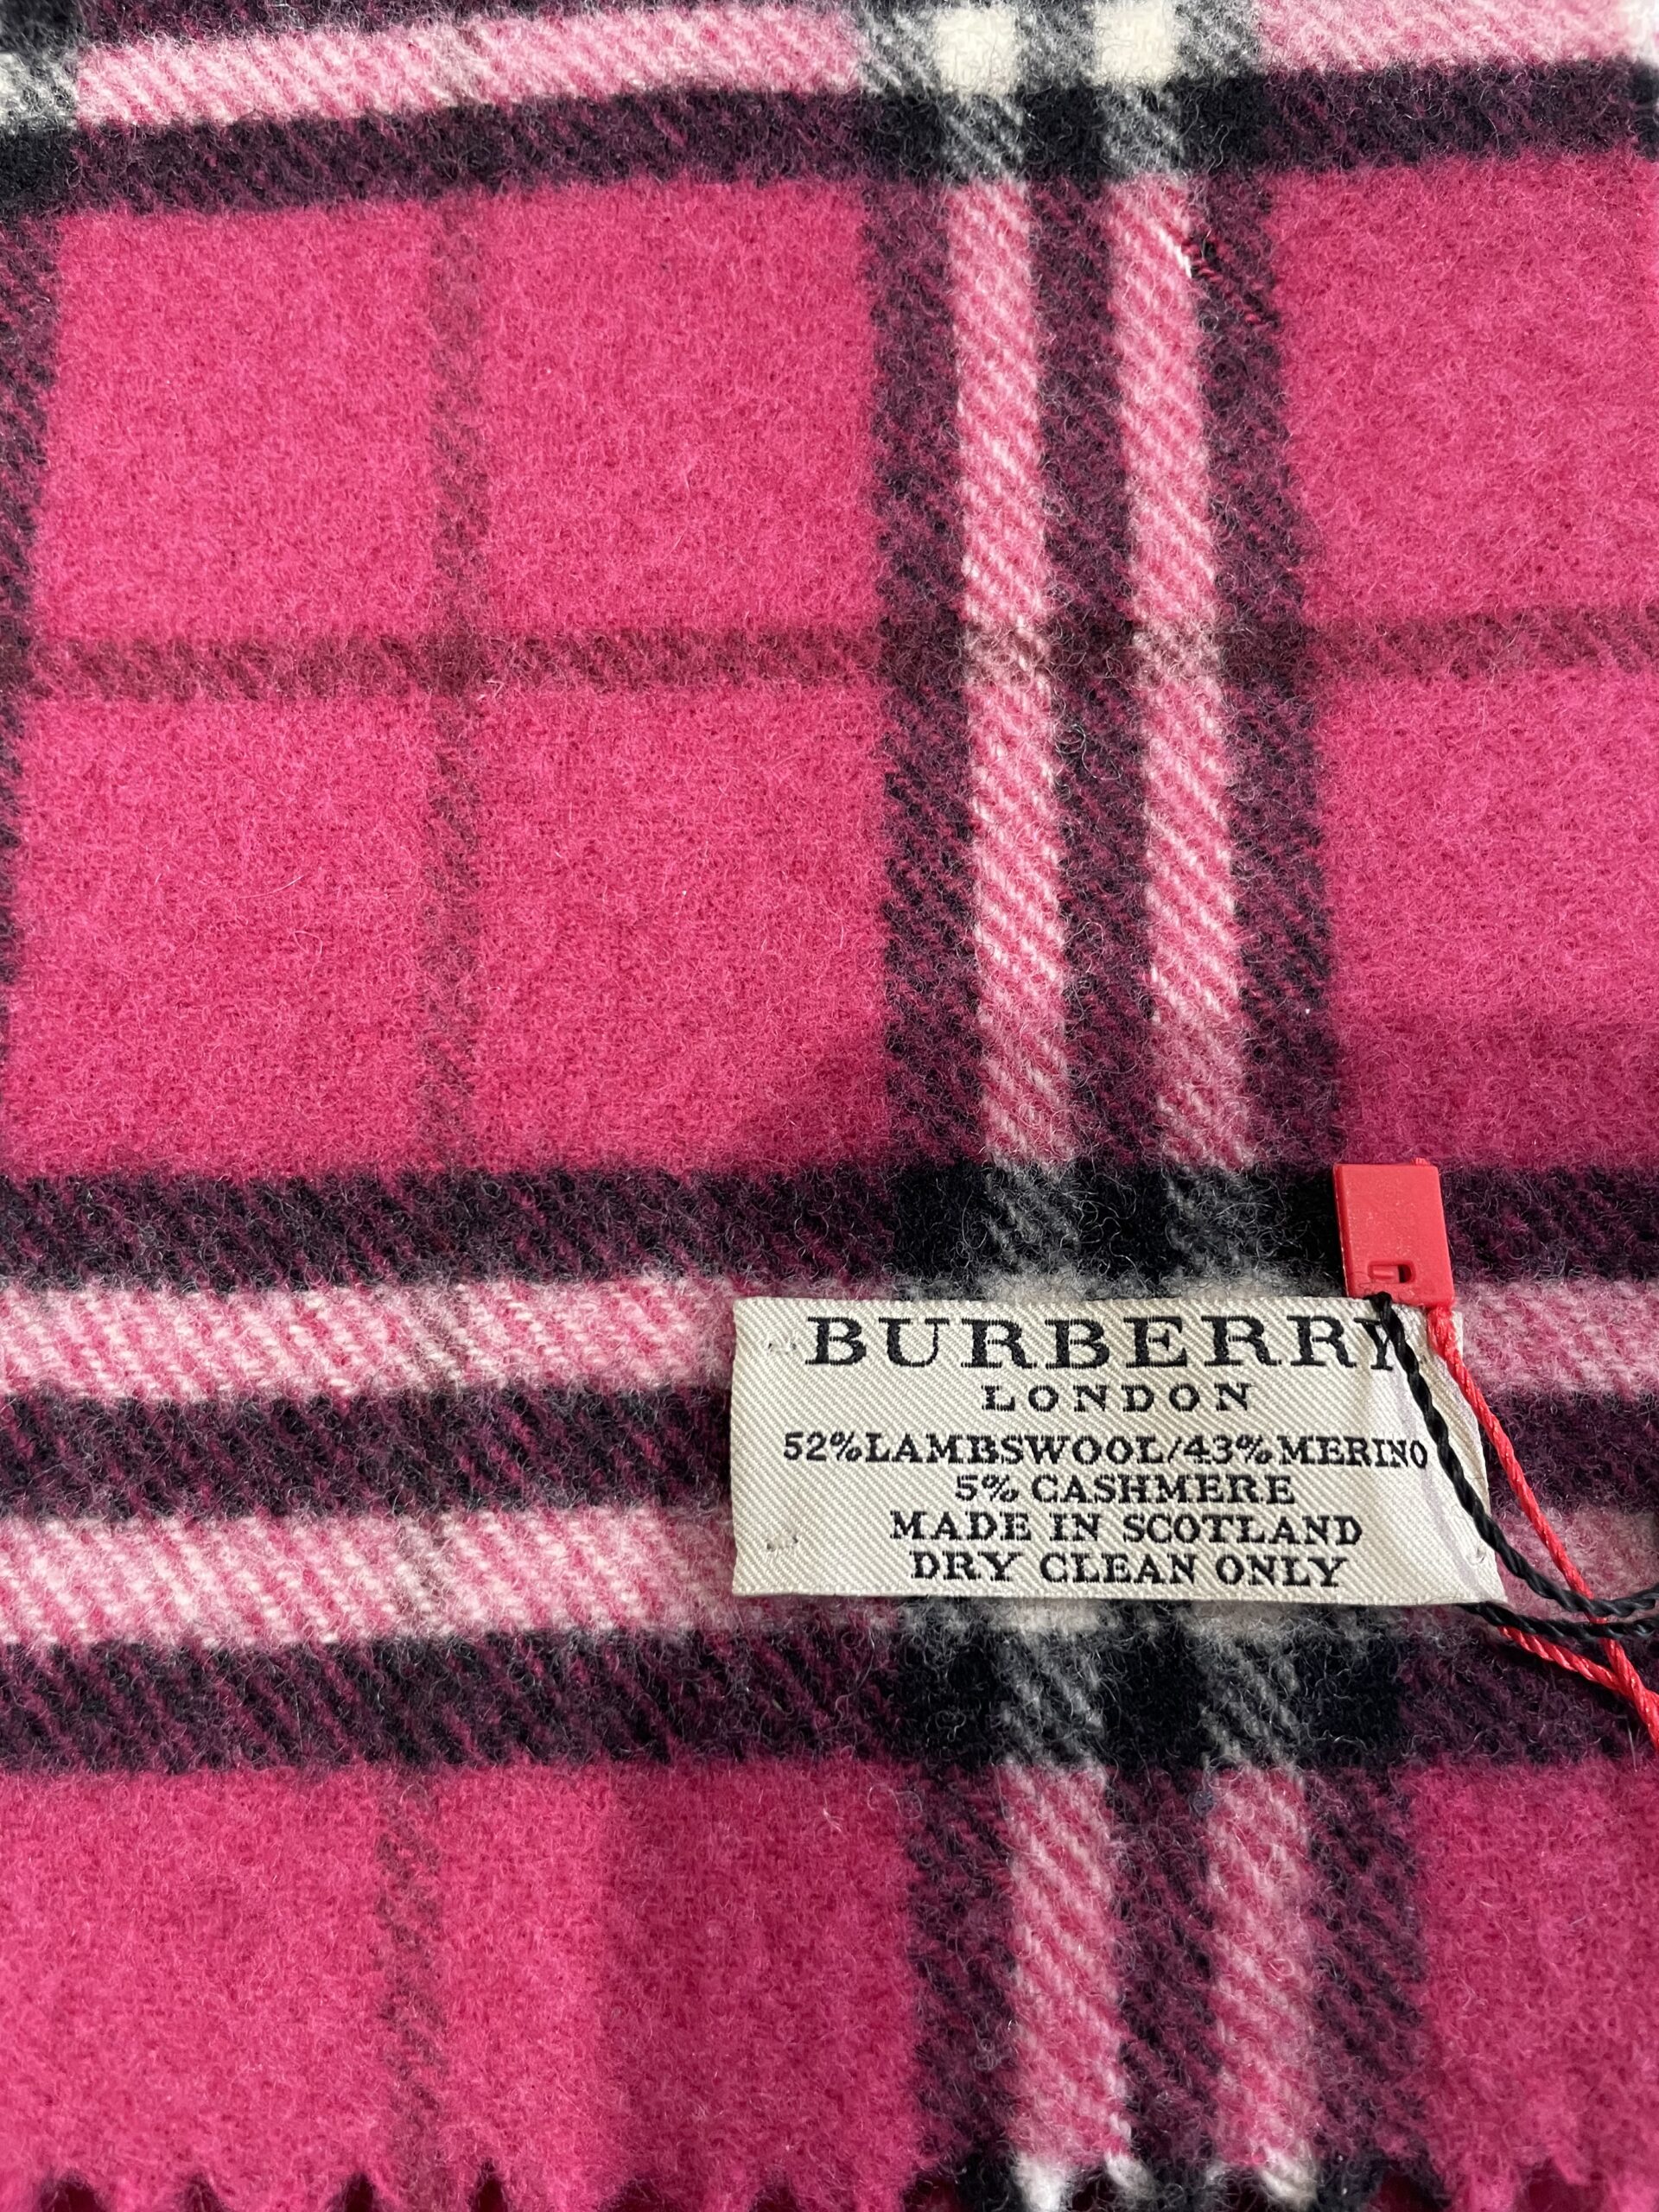 BURBERRY
LONDON
52%LAMBSWOOL/43%MERINO
5% CASHMERE
MADE IN SCOTLAND
DRY CLEAN ONLY